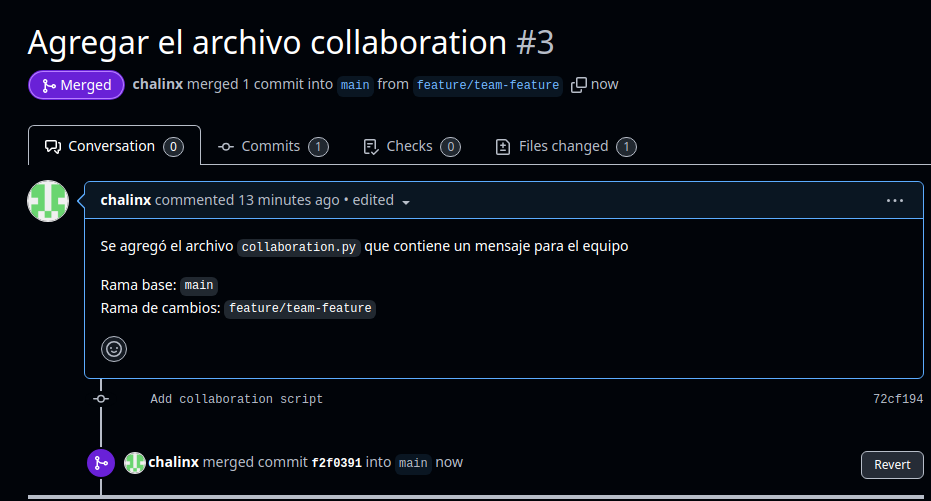 Agregar el archivo collaboration #3
Merged chalinx merged 1 commit into main from feature/team-feature now
Conversation 0 Commits 1 Checks 0 Files changed 1
chalinx commented 13 minutes ago • edited
Se agregó el archivo collaboration.py que contiene un mensaje para el equipo
Rama base: main
Rama de cambios: feature/team-feature
Add collaboration script 72cf194
chalinx merged commit f2f0391 into main now Revert